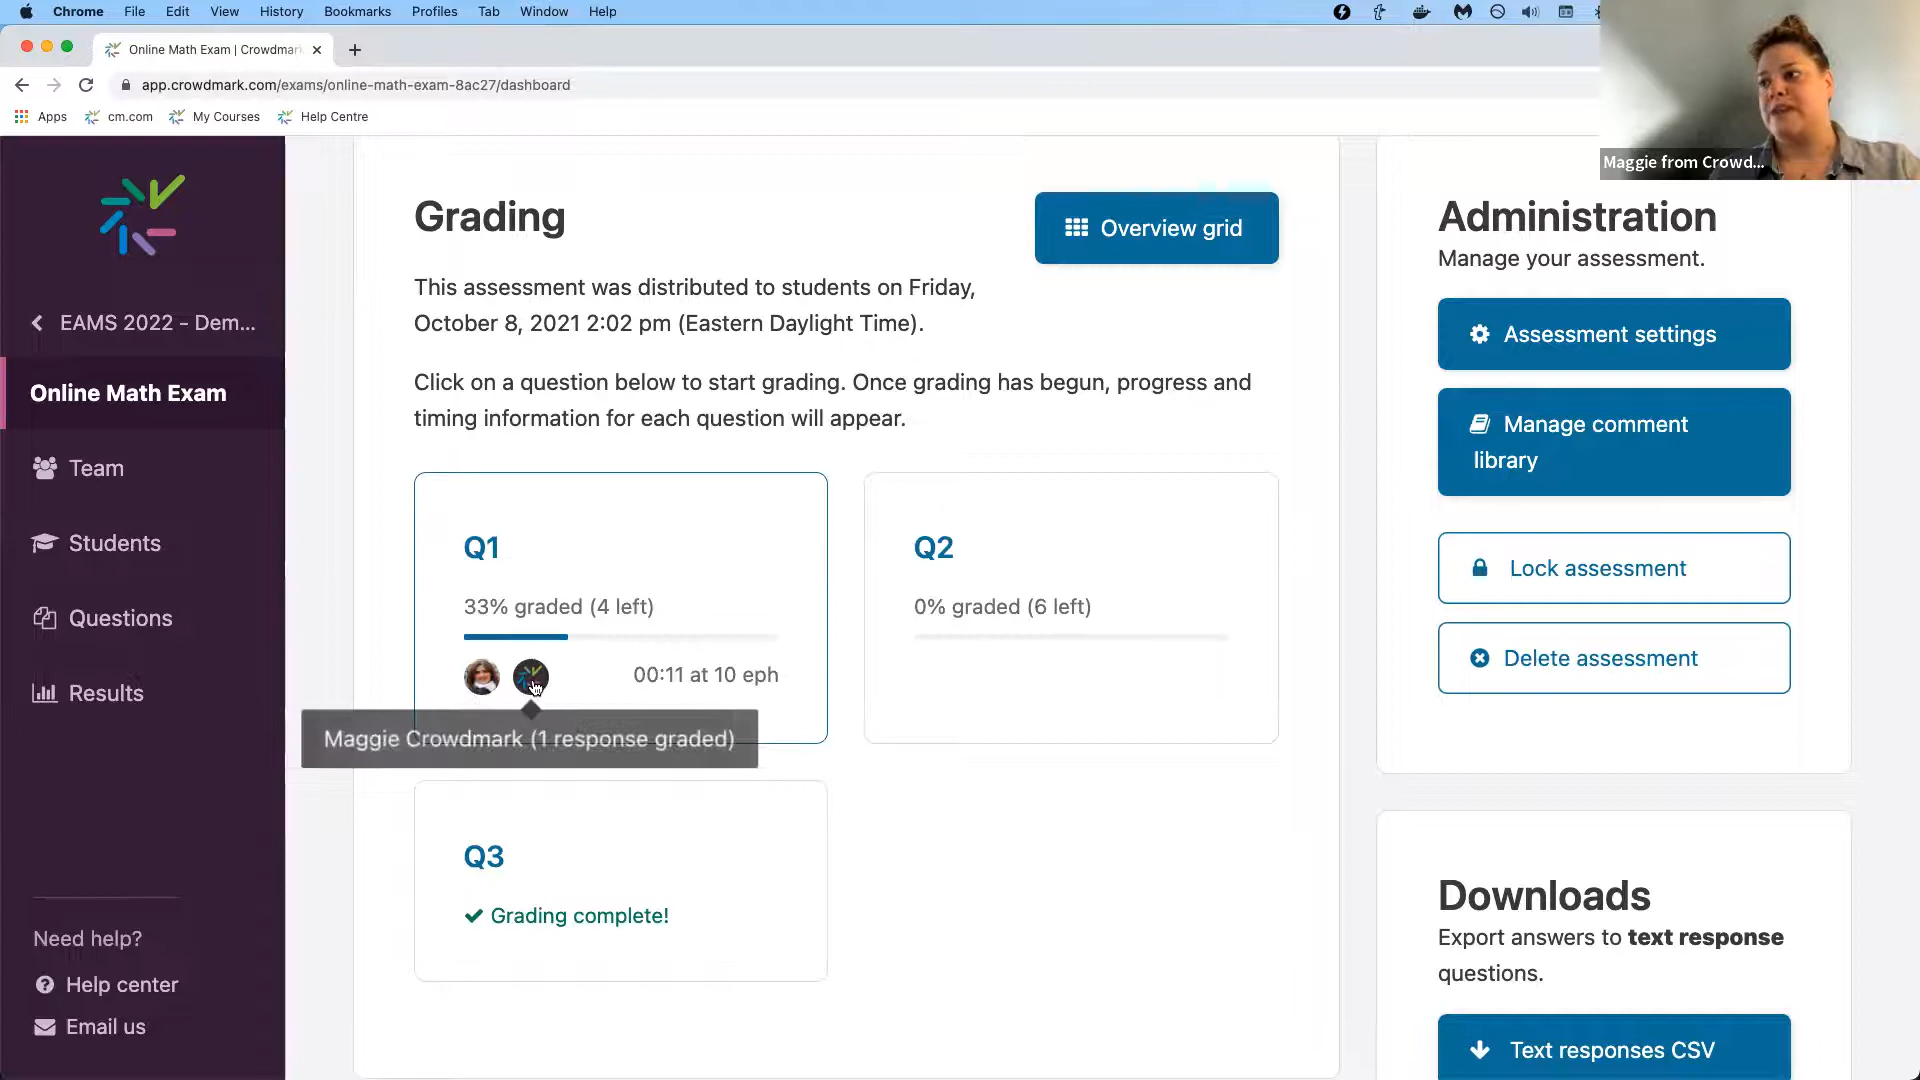 Chrome File Edit View History Bookmarks Profiles Tab Window Help
Online Math Exam | Crowdmar
app.crowdmark.com/exams/online-math-exam-8ac27/dashboard
Apps cm.com My Courses Help Centre
Maggie from Crowd...
EAMS 2022 - Dem...
Online Math Exam
Team
Students
Questions
Results
Need help?
Help center
Email us
Grading
Overview grid
This assessment was distributed to students on Friday,
October 8, 2021 2:02 pm (Eastern Daylight Time).
Click on a question below to start grading. Once grading has begun, progress and
timing information for each question will appear.
Q1
33% graded (4 left)
00:11 at 10 eph
Maggie Crowdmark (1 response graded)
Q2
0% graded (6 left)
Q3
Grading complete!
Administration
Manage your assessment.
Assessment settings
Manage comment
library
Lock assessment
Delete assessment
Downloads
Export answers to text response
questions.
Text responses CSV